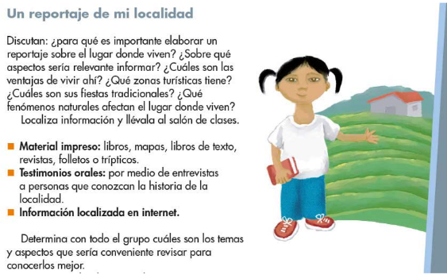 Un reportaje de mi localidad
Discutan: ¿para qué es importante elaborar un
reportaje sobre el lugar donde viven? ¿Sobre qué
aspectos sería relevante informar? ¿Cuáles son las
ventajas de vivir ahí? ¿Qué zonas turísticas tiene?
¿Cuáles son sus fiestas tradicionales? ¿Qué
fenómenos naturales afectan el lugar donde viven?
Localiza información y llévala al salón de clases.
■ Material impreso: libros, mapas, libros de texto,
revistas, folletos o trípticos.
■ Testimonios orales: por medio de entrevistas
a personas que conozcan la historia de la
localidad.
■ Información localizada en internet.
Determina con todo el grupo cuáles son los temas
y aspectos que sería conveniente revisar para
conocerlos mejor.